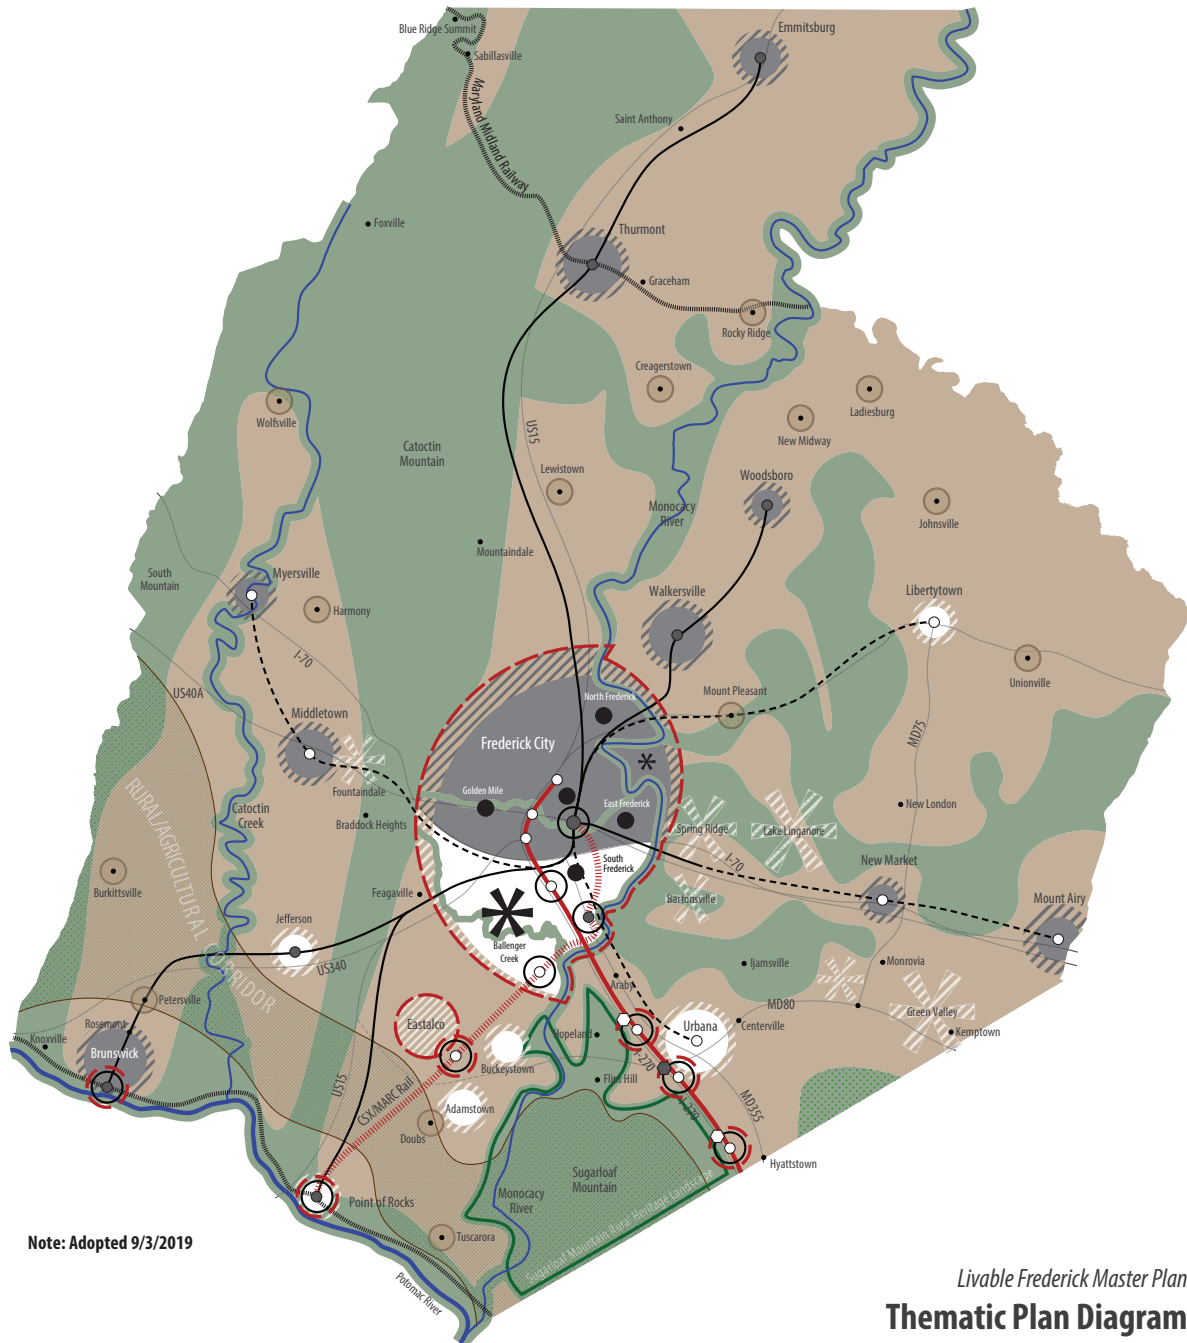 Blue Ridge Summit
Sabillasville
Emmitsburg
Maryland Midland Railway
Saint Anthony
Foxville
Thurmont
Graceham
Rocky Ridge
Creagerstown
Ladiesburg
Wolfsville
New Midway
US15
Catoctin
Mountain
Lewistown
Woodsboro
Monocacy
River
Johnsville
Mountaindale
South
Mountain
Myersville
Harmony
Walkersville
Libertytown
I-70
Unionville
US40A
Mount Pleasant
North Frederick
Middletown
Frederick City
MD75
Fountaindale
Golden Mile
East Frederick
RURAL/AGRICULTURAL CORRIDOR
Catoctin
Creek
Braddock Heights
Spring Ridge
Lake Linganore
New London
South
Frederick
I-70
New Market
Burkittsville
Feagaville
Bartonsville
Mount Airy
Jefferson
Ballenger
Creek
US340
Ijamsville
Monrovia
Araby
Petersville
MD80
Green Valley
Rosemont
Eastalco
Urbana
Centerville
Kemptown
Knoxville
Hopeland
Brunswick
Buckeystown
I-270
Flint Hill
US15
CSX/MARC Rail
Adamstown
I-270
MD355
Doubs
Hyattstown
Sugarloaf
Mountain
Point of Rocks
Monocacy
River
Sugarloaf Mountain Rural Heritage Landscape
Tuscarora
Note: Adopted 9/3/2019
Potomac River
Livable Frederick Master Plan
Thematic Plan Diagram